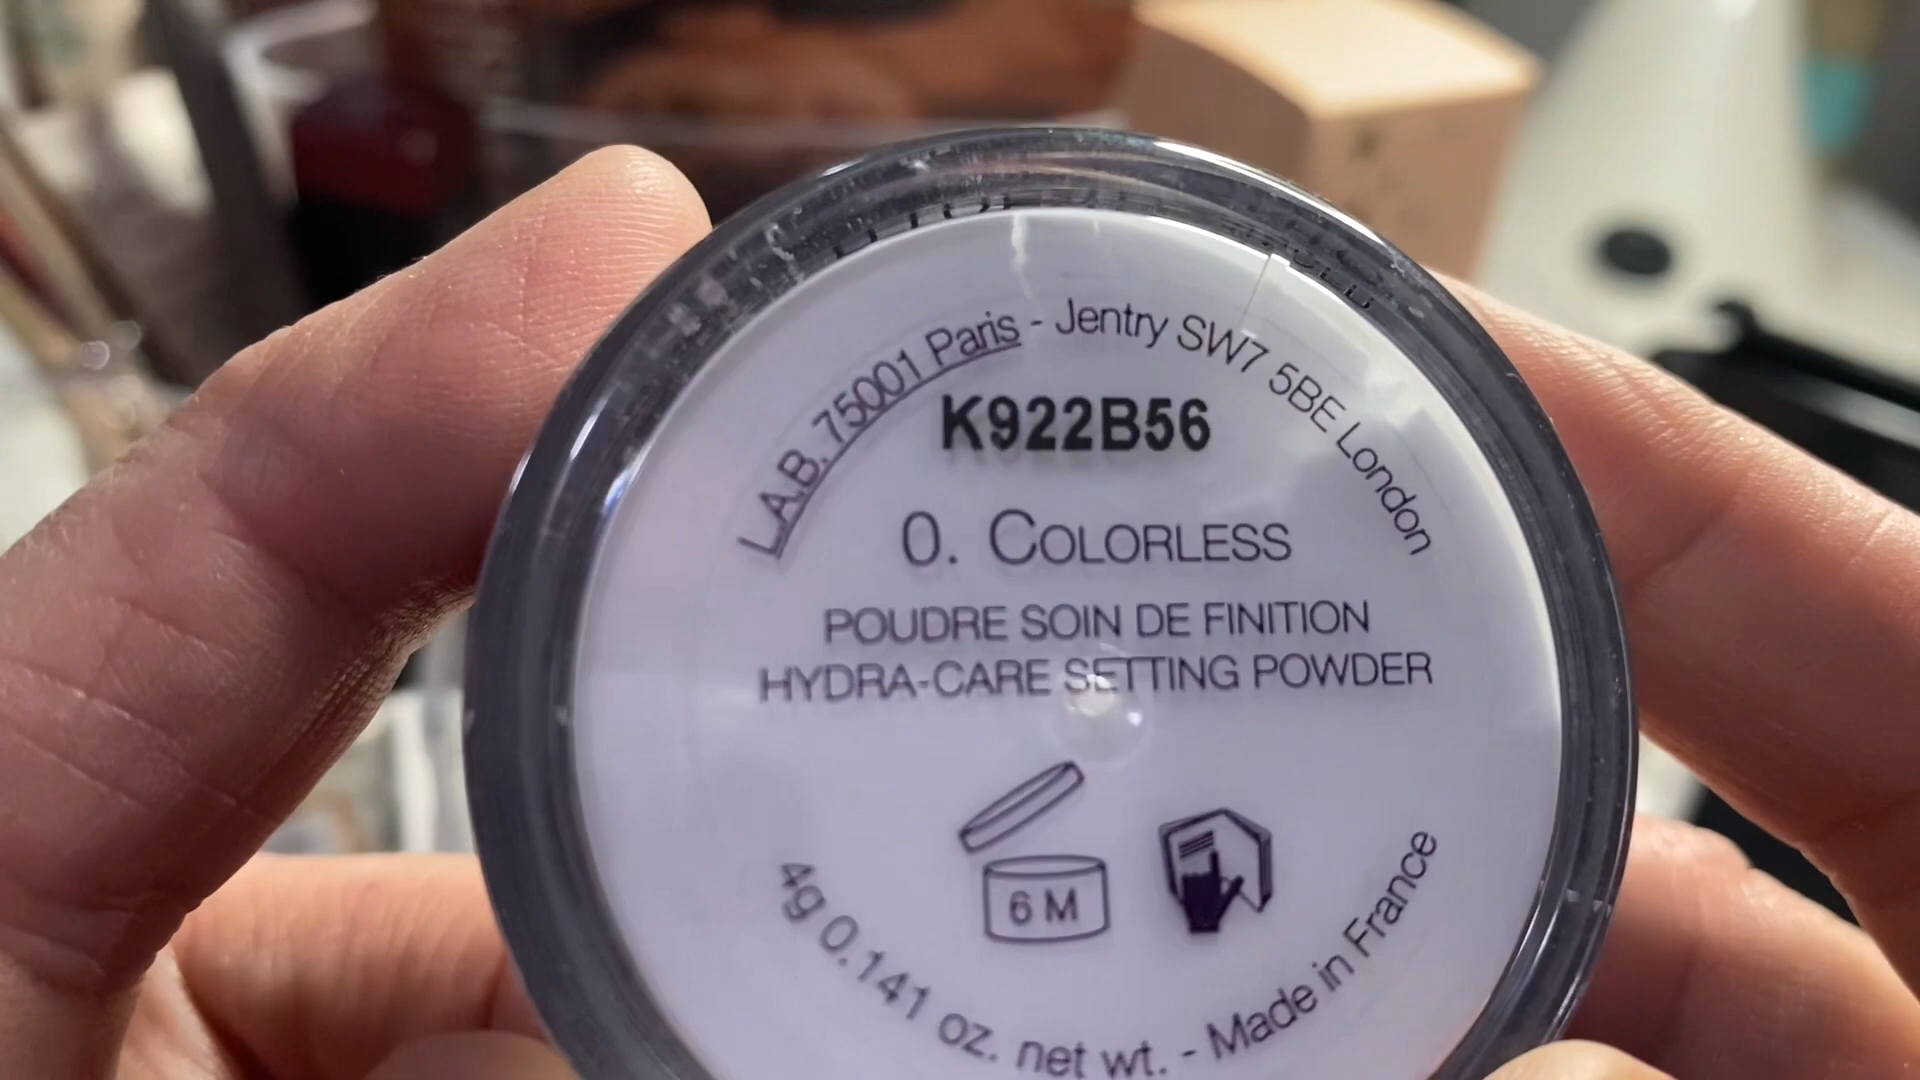 L.A.B. 75001 Paris - Jentry SW7 5BE London
K922B56
0. COLORLESS
POUDRE SOIN DE FINITION
HYDRA-CARE SETTING POWDER
6 M
4g 0.141 oz. net wt. - Made in France